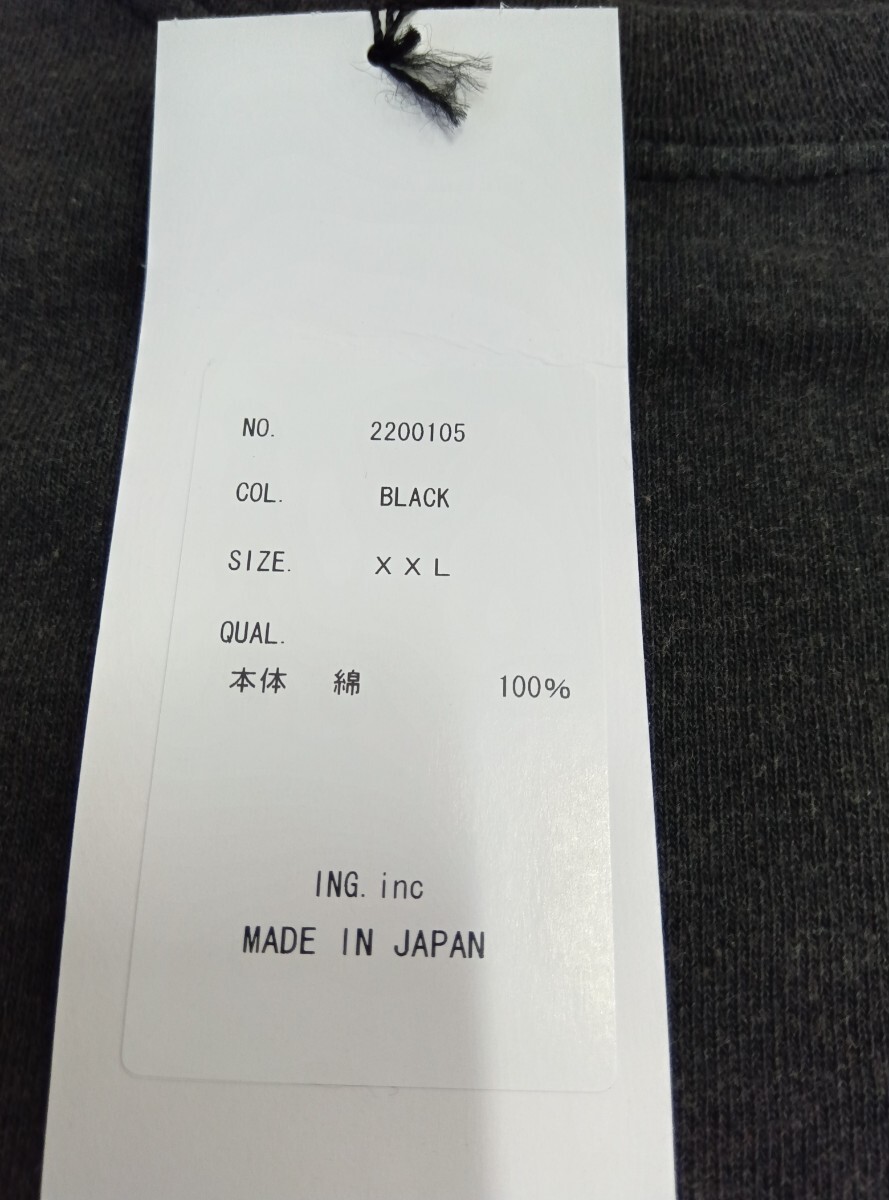 NO. 2200105
COL. BLACK
SIZE. XXL
QUAL.
本体 綿 100%
ING. inc
MADE IN JAPAN